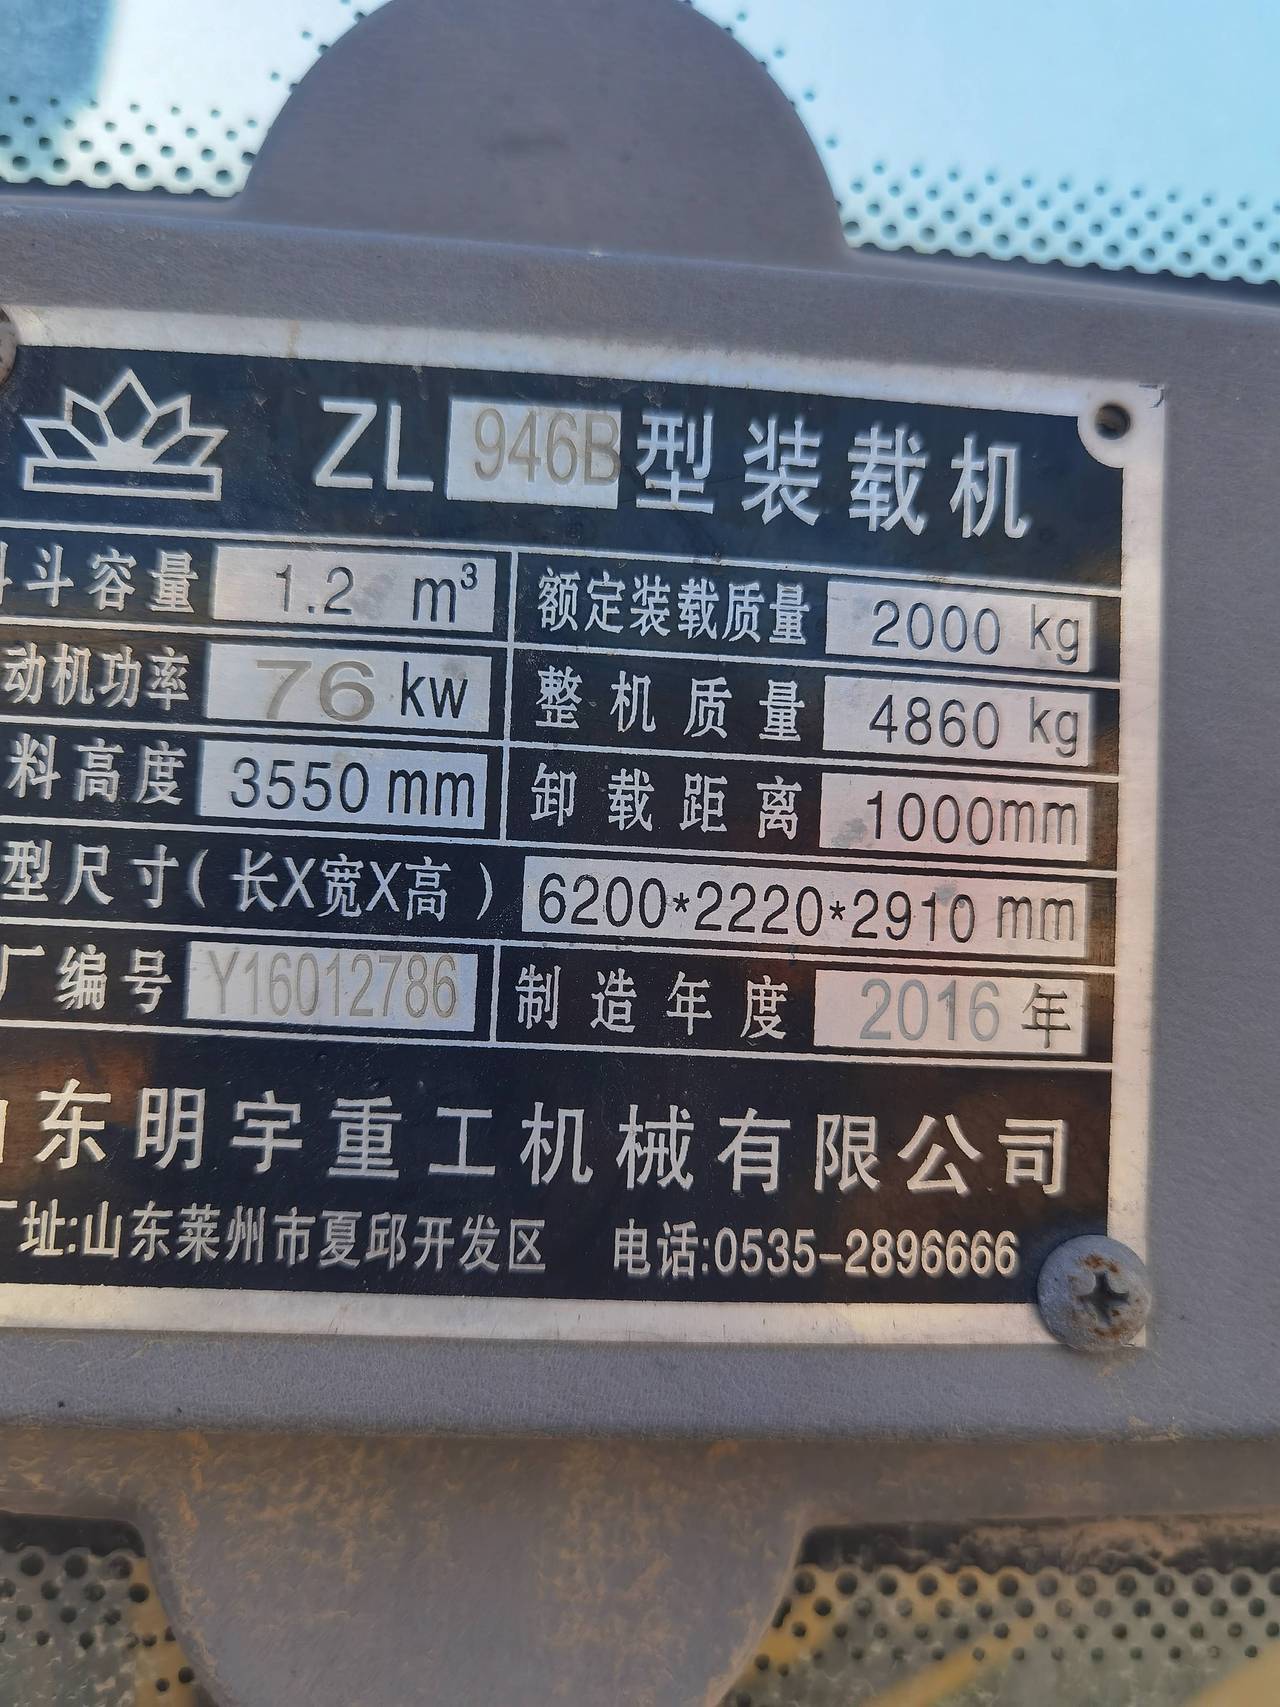 ZL 946B 型装载机
斗容量 1.2 m³ 额定装载质量 2000 kg
动机功率 76 kw 整机质量 4860 kg
料高度 3550 mm 卸载距离 1000mm
型尺寸(长X宽X高) 6200*2220*2910 mm
厂编号 Y16012786 制造年度 2016 年
东明宇重工机械有限公司
址:山东莱州市夏邱开发区 电话:0535-2896666